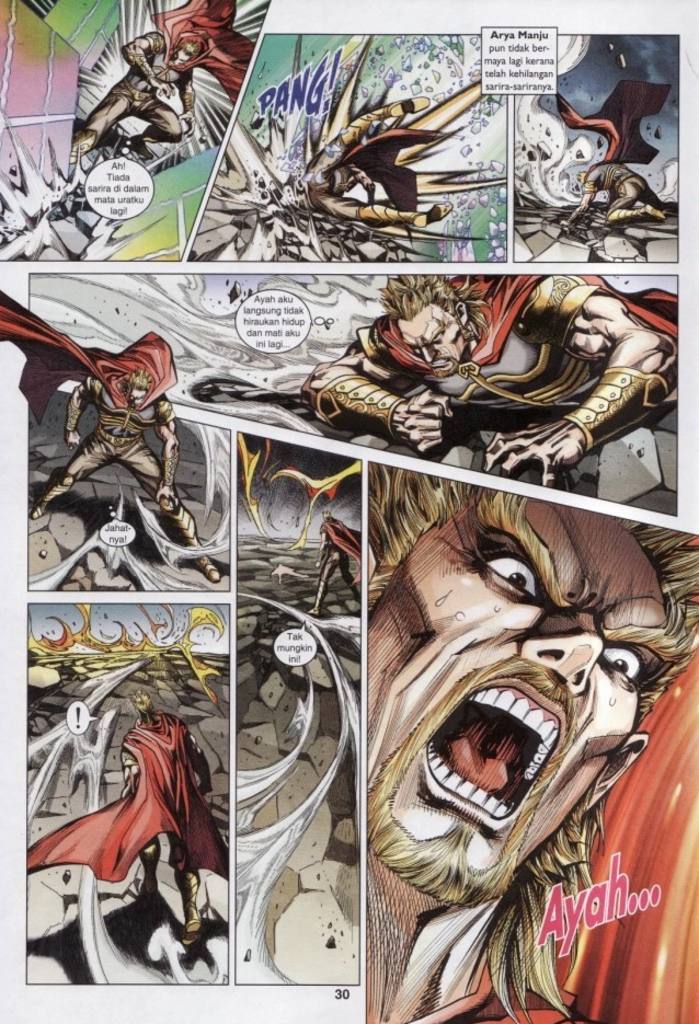 Ah!
Tiada
sarira di dalam
mata uratku
lagi!
PANG!
Arya Manju
pun tidak ber-
maya lagi kerana
telah kehilangan
sarira-sariranya.
Ayah aku
langsung tidak
hiraukan hidup
dan mati aku
ini lagi...
Jahat-
nya!
Tak
mungkin
ini!
!
Ayah...
30